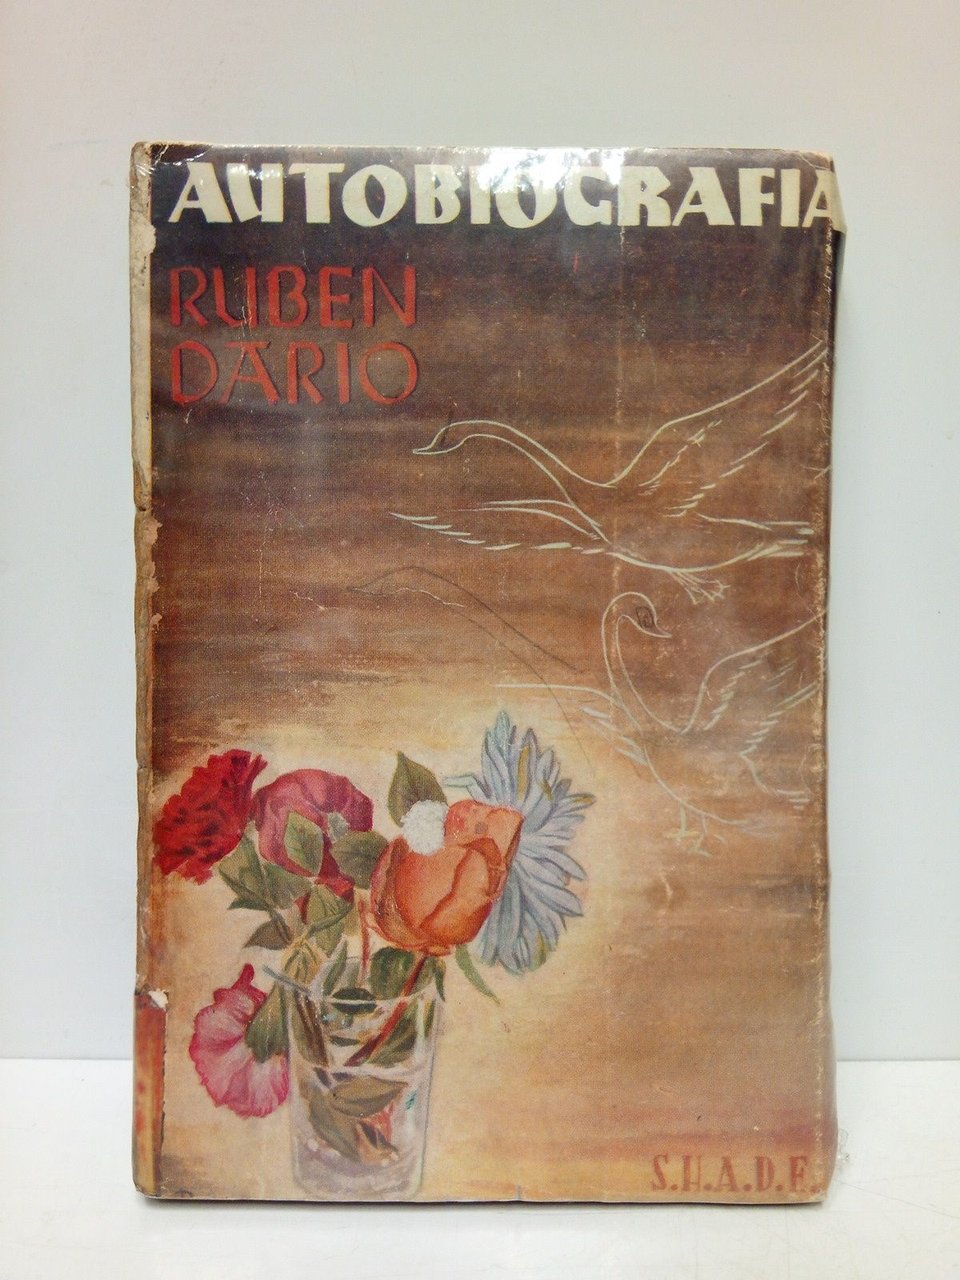 AUTOBIOGRAFIA
RUBEN
DARIO
S.H.A.D.E.